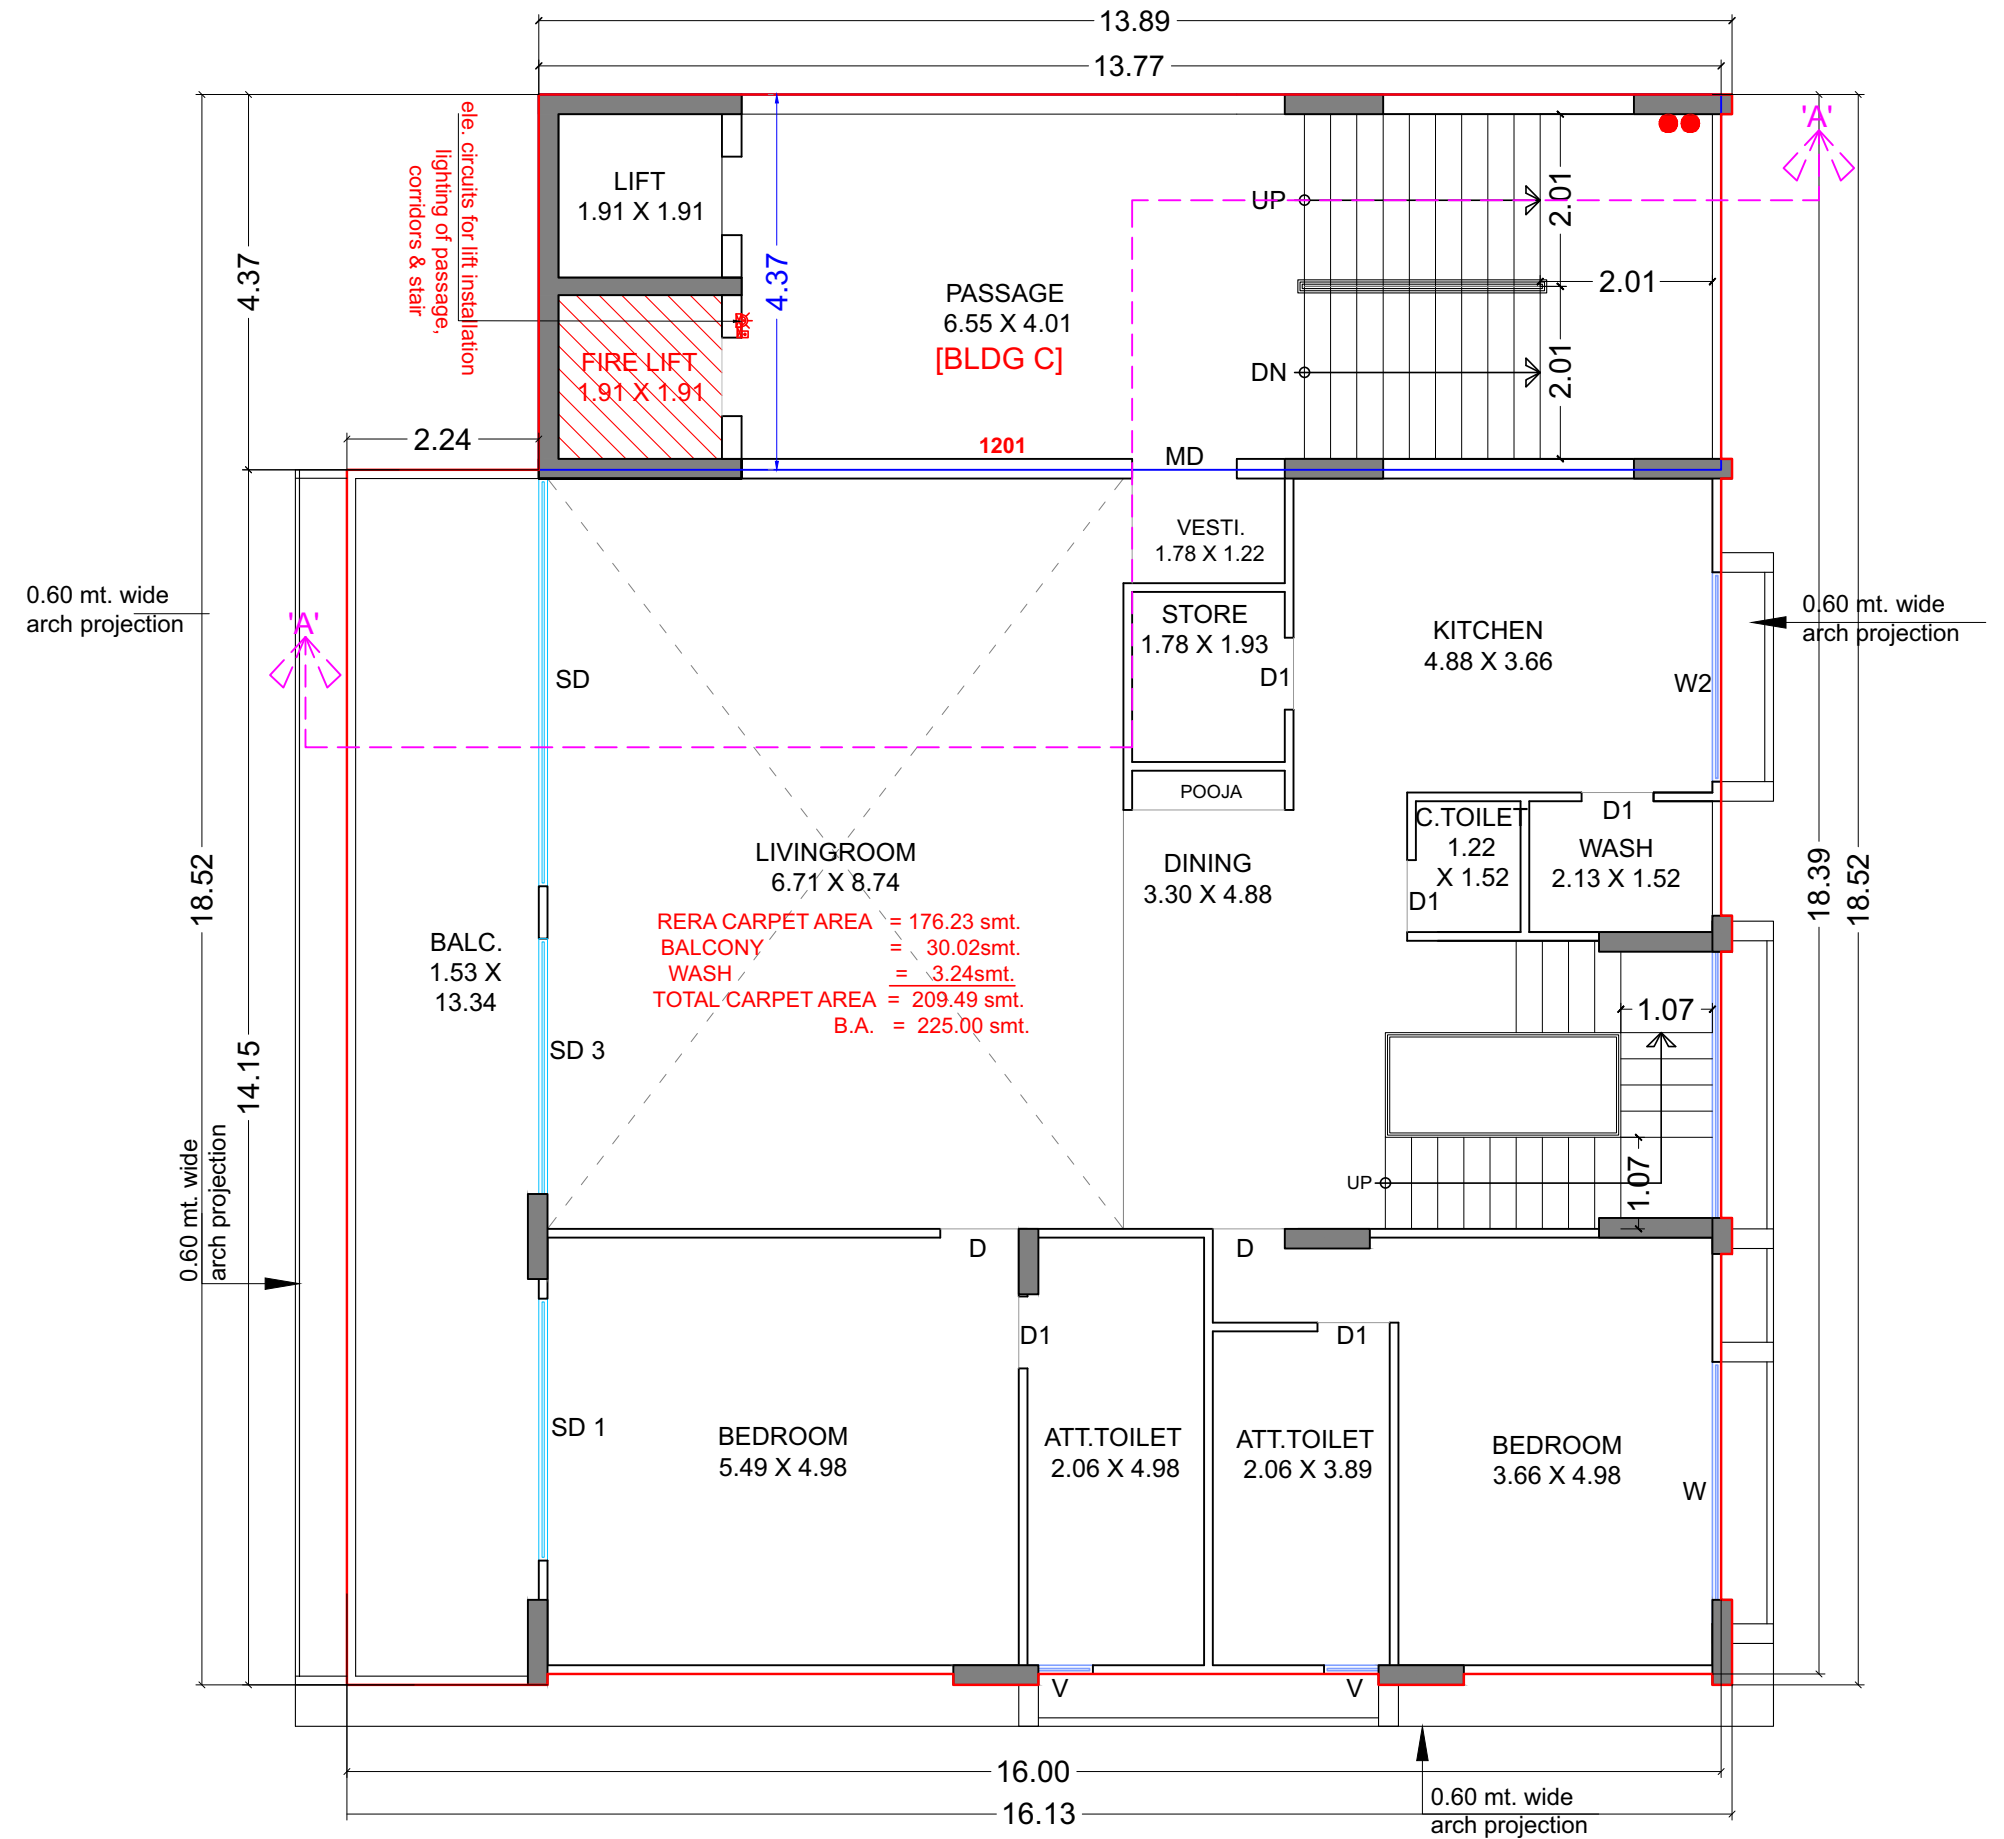 13.89
13.77
ele. circuits for lift installation
lighting of passage,
corridors & stair
'A'
LIFT
1.91 X 1.91
UP
2.01
4.37
4.37
2.01
PASSAGE
6.55 X 4.01
[BLDG C]
FIRE LIFT
1.91 X 1.91
DN
2.01
2.24
1201
MD
VESTI.
1.78 X 1.22
0.60 mt. wide
arch projection
'A'
STORE
1.78 X 1.93
KITCHEN
4.88 X 3.66
0.60 mt. wide
arch projection
SD
D1
W2
POOJA
C.TOILET
1.22
X 1.52
D1
WASH
2.13 X 1.52
LIVINGROOM
6.71 X 8.74
DINING
3.30 X 4.88
D1
18.52
18.39
18.52
RERA CARPET AREA = 176.23 smt.
BALCONY = 30.02smt.
WASH = 3.24smt.
TOTAL CARPET AREA = 209.49 smt.
B.A. = 225.00 smt.
BALC.
1.53 X
13.34
1.07
SD 3
14.15
0.60 mt. wide
arch projection
UP
1.07
D
D
D1
D1
SD 1
BEDROOM
5.49 X 4.98
ATT.TOILET
2.06 X 4.98
ATT.TOILET
2.06 X 3.89
BEDROOM
3.66 X 4.98
W
V
V
16.00
16.13
0.60 mt. wide
arch projection